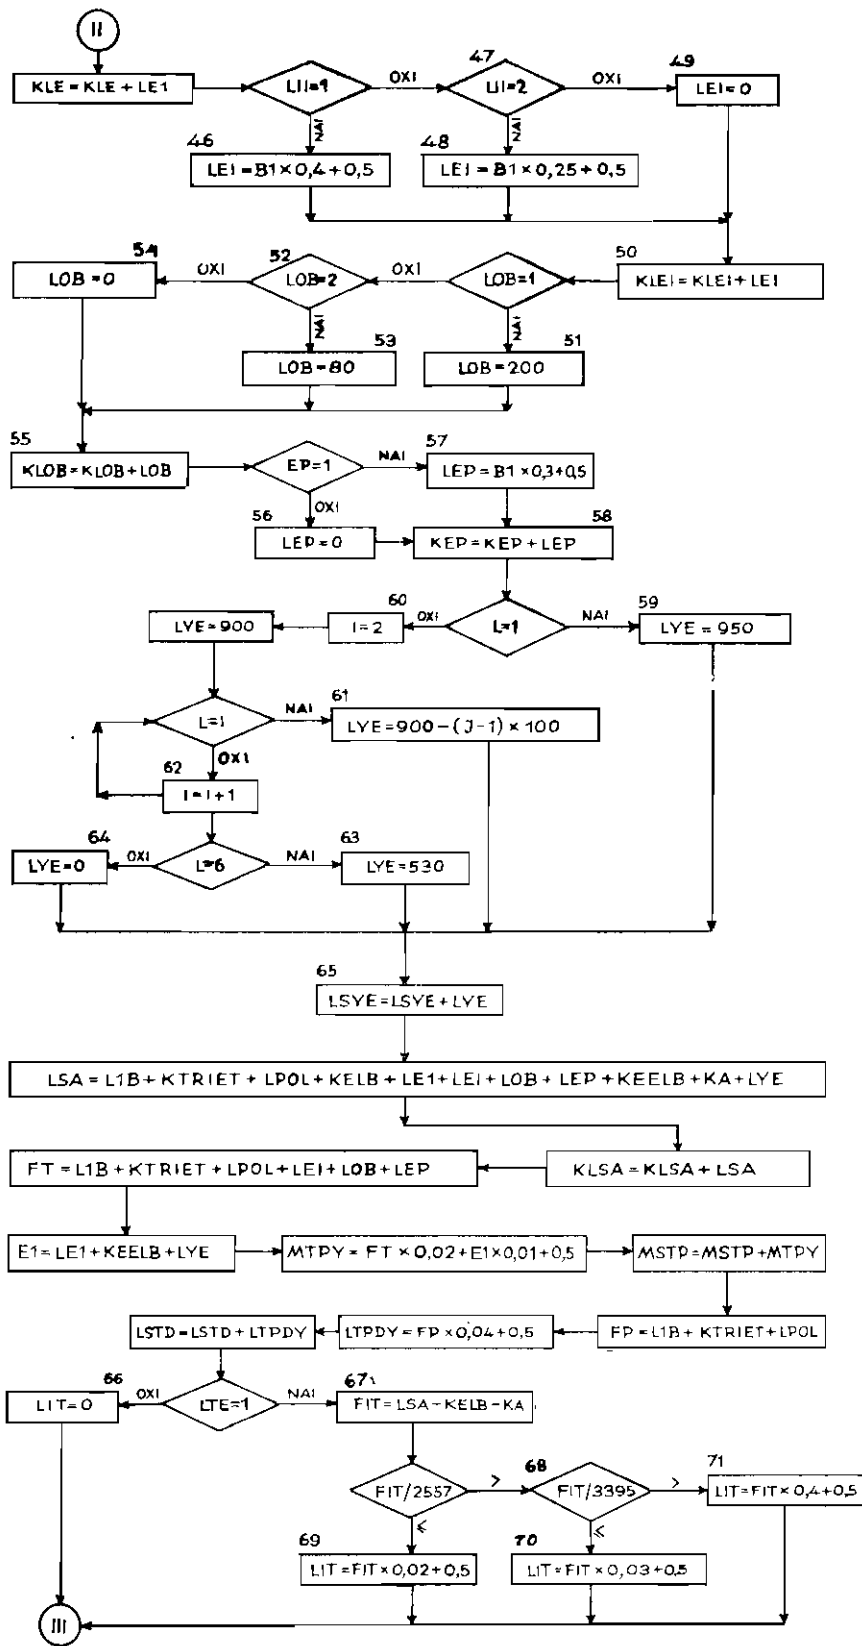 II
47
49
KLE = KLE + LE1
LII=1
OXI
LII=2
OXI
LEI=0
NAI
NAI
46
48
LEI=B1×0,4+0,5
LEI=B1×0,25+0,5
54
52
50
LOB=0
OXI
LOB=2
OXI
LOB=1
KLEI=KLEI+LEI
NAI
NAI
53
51
LOB=80
LOB=200
55
57
KLOB=KLOB+LOB
EP=1
NAI
LEP=B1×0,3+0,5
OXI
56
58
LEP=0
KEP=KEP+LEP
60
59
LYE=900
I=2
OXI
L=1
NAI
LYE = 950
61
L=I
NAI
LYE=900-(J-1)×100
OXI
62
I=I+1
64
63
LYE=0
OXI
L=6
NAI
LYE=530
65
LSYE=LSYE+LYE
LSA=L1B+KTRIET+LPOL+KELB+LE1+LEI+LOB+LEP+KEELB+KA+LYE
FT=L1B+KTRIET+LPOL+LEI+LOB+LEP
KLSA=KLSA+LSA
E1=LE1+KEELB+LYE
MTPY=FT×0,02+E1×0,01+0,5
MSTP=MSTP+MTPY
LSTD=LSTD+LTPDY
LTPDY=FP×0,04+0,5
FP=L1B+KTRIET+LPOL
66
67
LIT=0
OXI
LTE=1
NAI
FIT=LSA-KELB-KA
68
71
FIT/2557
>
FIT/3395
>
LIT=FIT×0,4+0,5
≤
≤
69
70
LIT=FIT×0,02+0,5
LIT=FIT×0,03+0,5
III